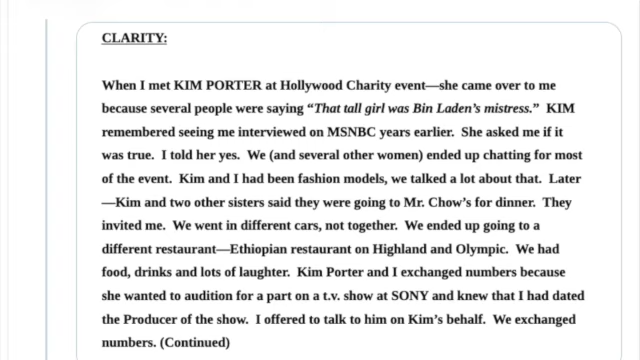 CLARITY:
When I met KIM PORTER at Hollywood Charity event—she came over to me
because several people were saying “That tall girl was Bin Laden’s mistress.”  KIM
remembered seeing me interviewed on MSNBC years earlier.  She asked me if it
was true.  I told her yes.  We (and several other women) ended up chatting for most
of the event.  Kim and I had been fashion models, we talked a lot about that.  Later
—Kim and two other sisters said they were going to Mr. Chow’s for dinner.  They
invited me.  We went in different cars, not together.  We ended up going to a
different restaurant—Ethiopian restaurant on Highland and Olympic.  We had
food, drinks and lots of laughter.  Kim Porter and I exchanged numbers because
she wanted to audition for a part on a t.v. show at SONY and knew that I had dated
the Producer of the show.  I offered to talk to him on Kim’s behalf.  We exchanged
numbers. (Continued)